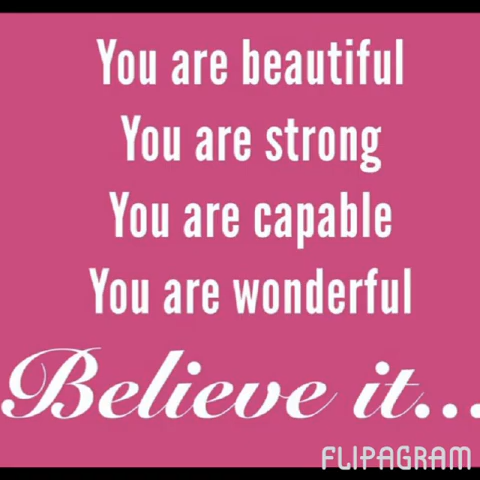 You are beautiful
You are strong
You are capable
You are wonderful
Believe it...
FLIPAGRAM